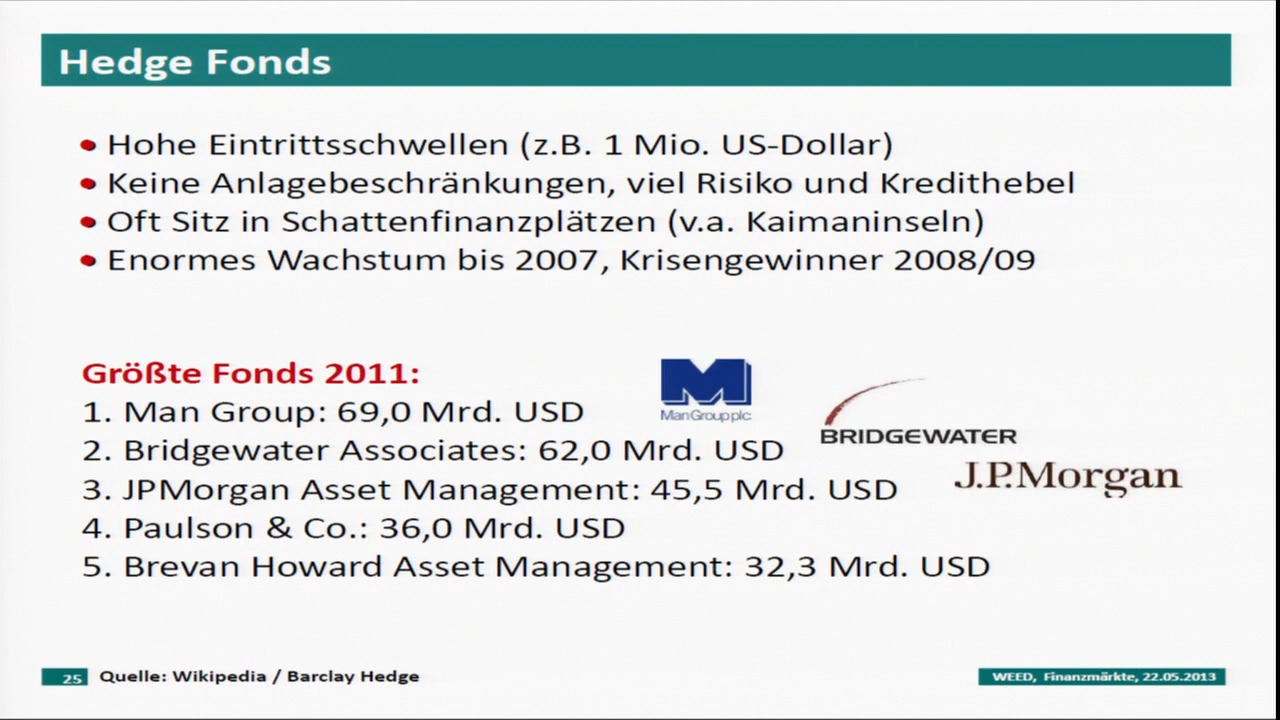 Hedge Fonds
• Hohe Eintrittsschwellen (z.B. 1 Mio. US-Dollar)
• Keine Anlagebeschränkungen, viel Risiko und Kredithebel
• Oft Sitz in Schattenfinanzplätzen (v.a. Kaimaninseln)
• Enormes Wachstum bis 2007, Krisengewinner 2008/09
Größte Fonds 2011:
1. Man Group: 69,0 Mrd. USD
2. Bridgewater Associates: 62,0 Mrd. USD
3. JPMorgan Asset Management: 45,5 Mrd. USD
4. Paulson & Co.: 36,0 Mrd. USD
5. Brevan Howard Asset Management: 32,3 Mrd. USD
M
Man Group plc
BRIDGEWATER
J.P.Morgan
25
Quelle: Wikipedia / Barclay Hedge
WEED, Finanzmärkte, 22.05.2013